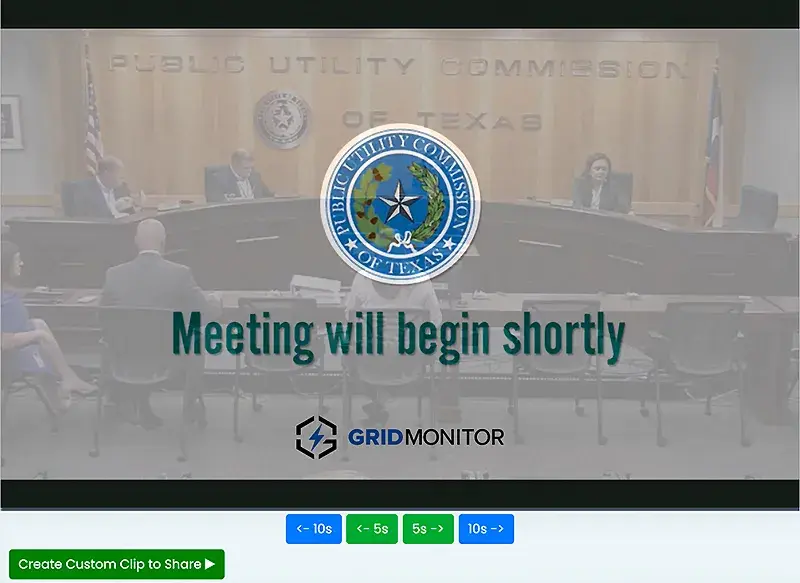 PUBLIC UTILITY COMMISSION
OF TEXAS
PUBLIC UTILITY COMMISSION
OF TEXAS
Meeting will begin shortly
GRIDMONITOR
<- 10s
<- 5s
5s ->
10s ->
Create Custom Clip to Share ▶